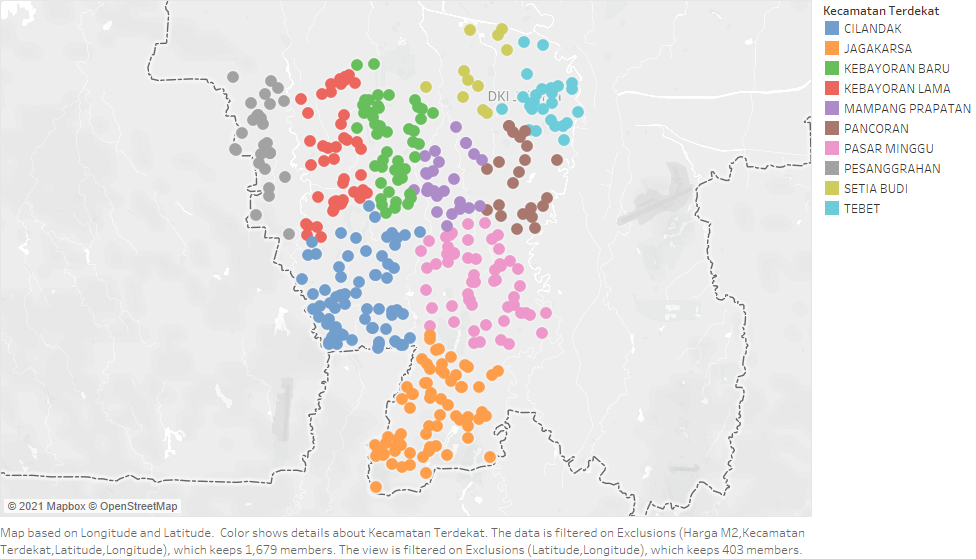 Kecamatan Terdekat
CILANDAK
JAGAKARSA
KEBAYORAN BARU
KEBAYORAN LAMA
MAMPANG PRAPATAN
PANCORAN
PASAR MINGGU
PESANGGRAHAN
SETIA BUDI
TEBET
DKI
© 2021 Mapbox © OpenStreetMap
Map based on Longitude and Latitude. Color shows details about Kecamatan Terdekat. The data is filtered on Exclusions (Harga M2,Kecamatan
Terdekat,Latitude,Longitude), which keeps 1,679 members. The view is filtered on Exclusions (Latitude,Longitude), which keeps 403 members.